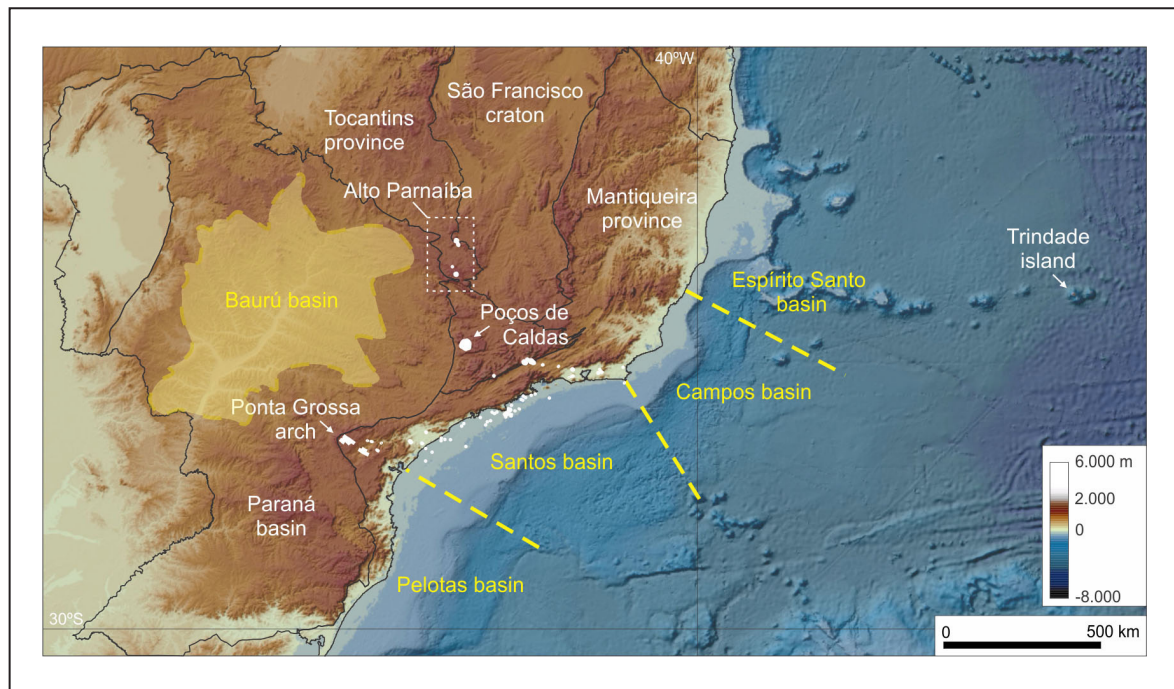 40ºW
São Francisco
craton
Tocantins
province
Alto Parnaíba
Mantiqueira
province
Trindade
island
Espírito Santo
basin
Baurú basin
Poços de
Caldas
Campos basin
Ponta Grossa
arch
Santos basin
Paraná
basin
Pelotas basin
30ºS
6.000 m
2.000
0
-8.000
0 500 km